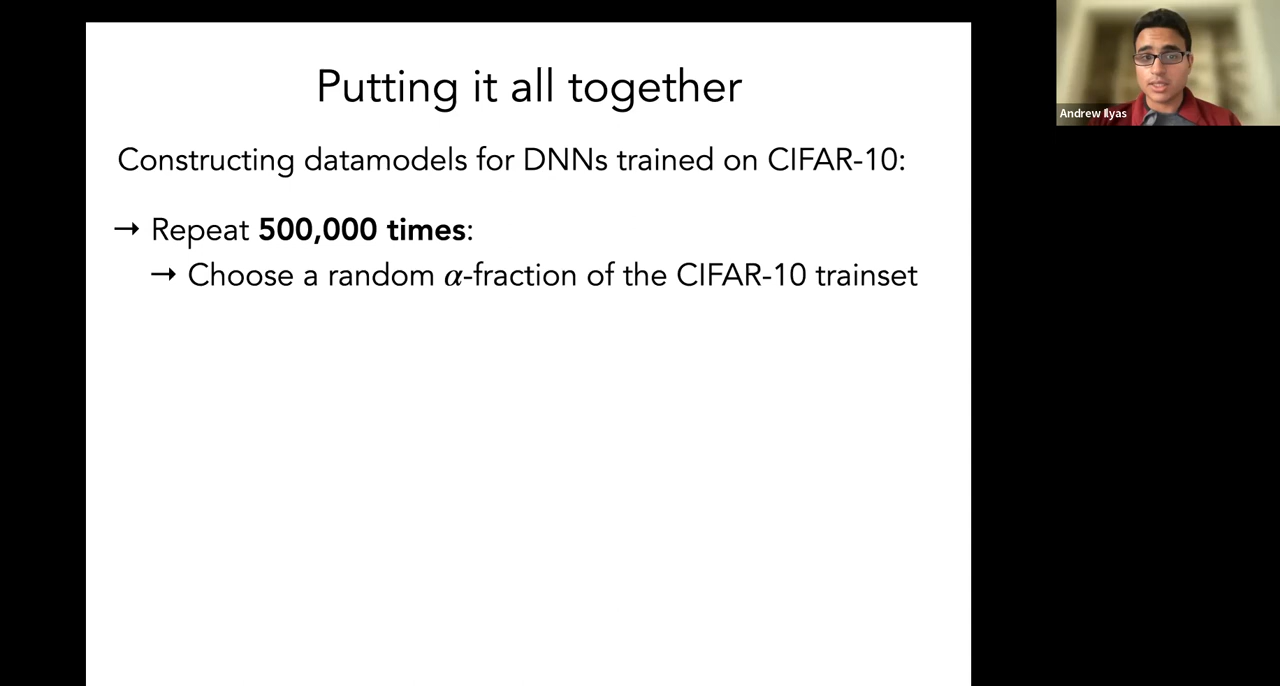 Putting it all together
Constructing datamodels for DNNs trained on CIFAR-10:
→ Repeat 500,000 times:
→ Choose a random α-fraction of the CIFAR-10 trainset
Andrew Ilyas